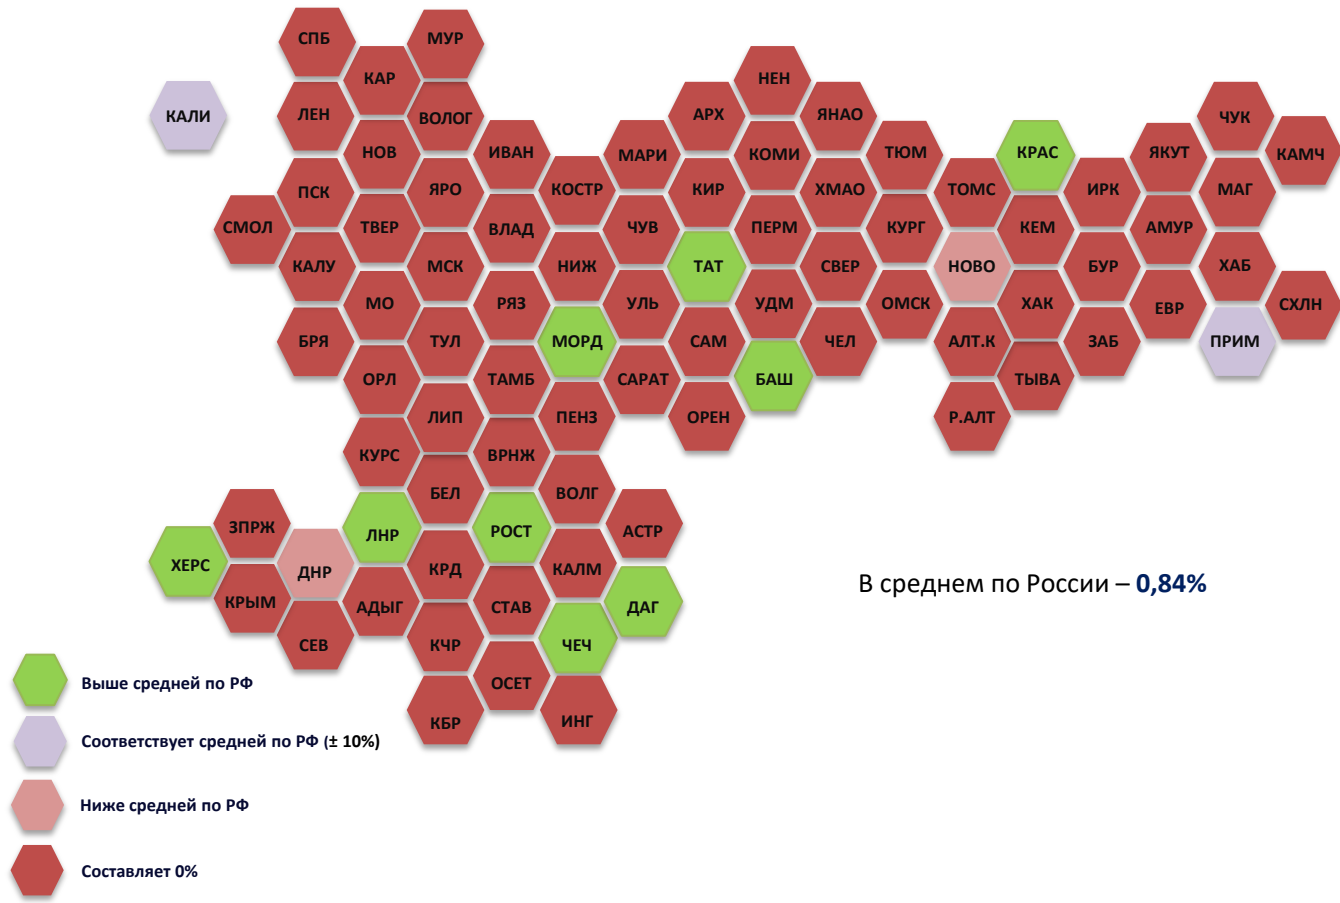 СПБ
МУР
КАР
НЕН
КАЛИ
ЛЕН
ВОЛОГ
АРХ
ЯНАО
ЧУК
НОВ
ИВАН
МАРИ
КОМИ
ТЮМ
КРАС
ЯКУТ
КАМЧ
ПСК
ЯРО
КОСТР
КИР
ХМАО
ТОМС
ИРК
МАГ
СМОЛ
ТВЕР
ВЛАД
ЧУВ
ПЕРМ
КУРГ
КЕМ
АМУР
КАЛУ
МСК
НИЖ
ТАТ
СВЕР
НОВО
БУР
ХАБ
МО
РЯЗ
УЛЬ
УДМ
ОМСК
ХАК
ЕВР
СХЛН
БРЯ
ТУЛ
МОРД
САМ
ЧЕЛ
АЛТ.К
ЗАБ
ПРИМ
ОРЛ
ТАМБ
САРАТ
БАШ
ТЫВА
ЛИП
ПЕНЗ
ОРЕН
Р.АЛТ
КУРС
ВРНЖ
БЕЛ
ВОЛГ
ЗПРЖ
ЛНР
РОСТ
АСТР
ХЕРС
ДНР
КРД
КАЛМ
В среднем по России – 0,84%
КРЫМ
АДЫГ
СТАВ
ДАГ
СЕВ
КЧР
ЧЕЧ
ОСЕТ
КБР
ИНГ
Выше средней по РФ
Соответствует средней по РФ (± 10%)
Ниже средней по РФ
Составляет 0%